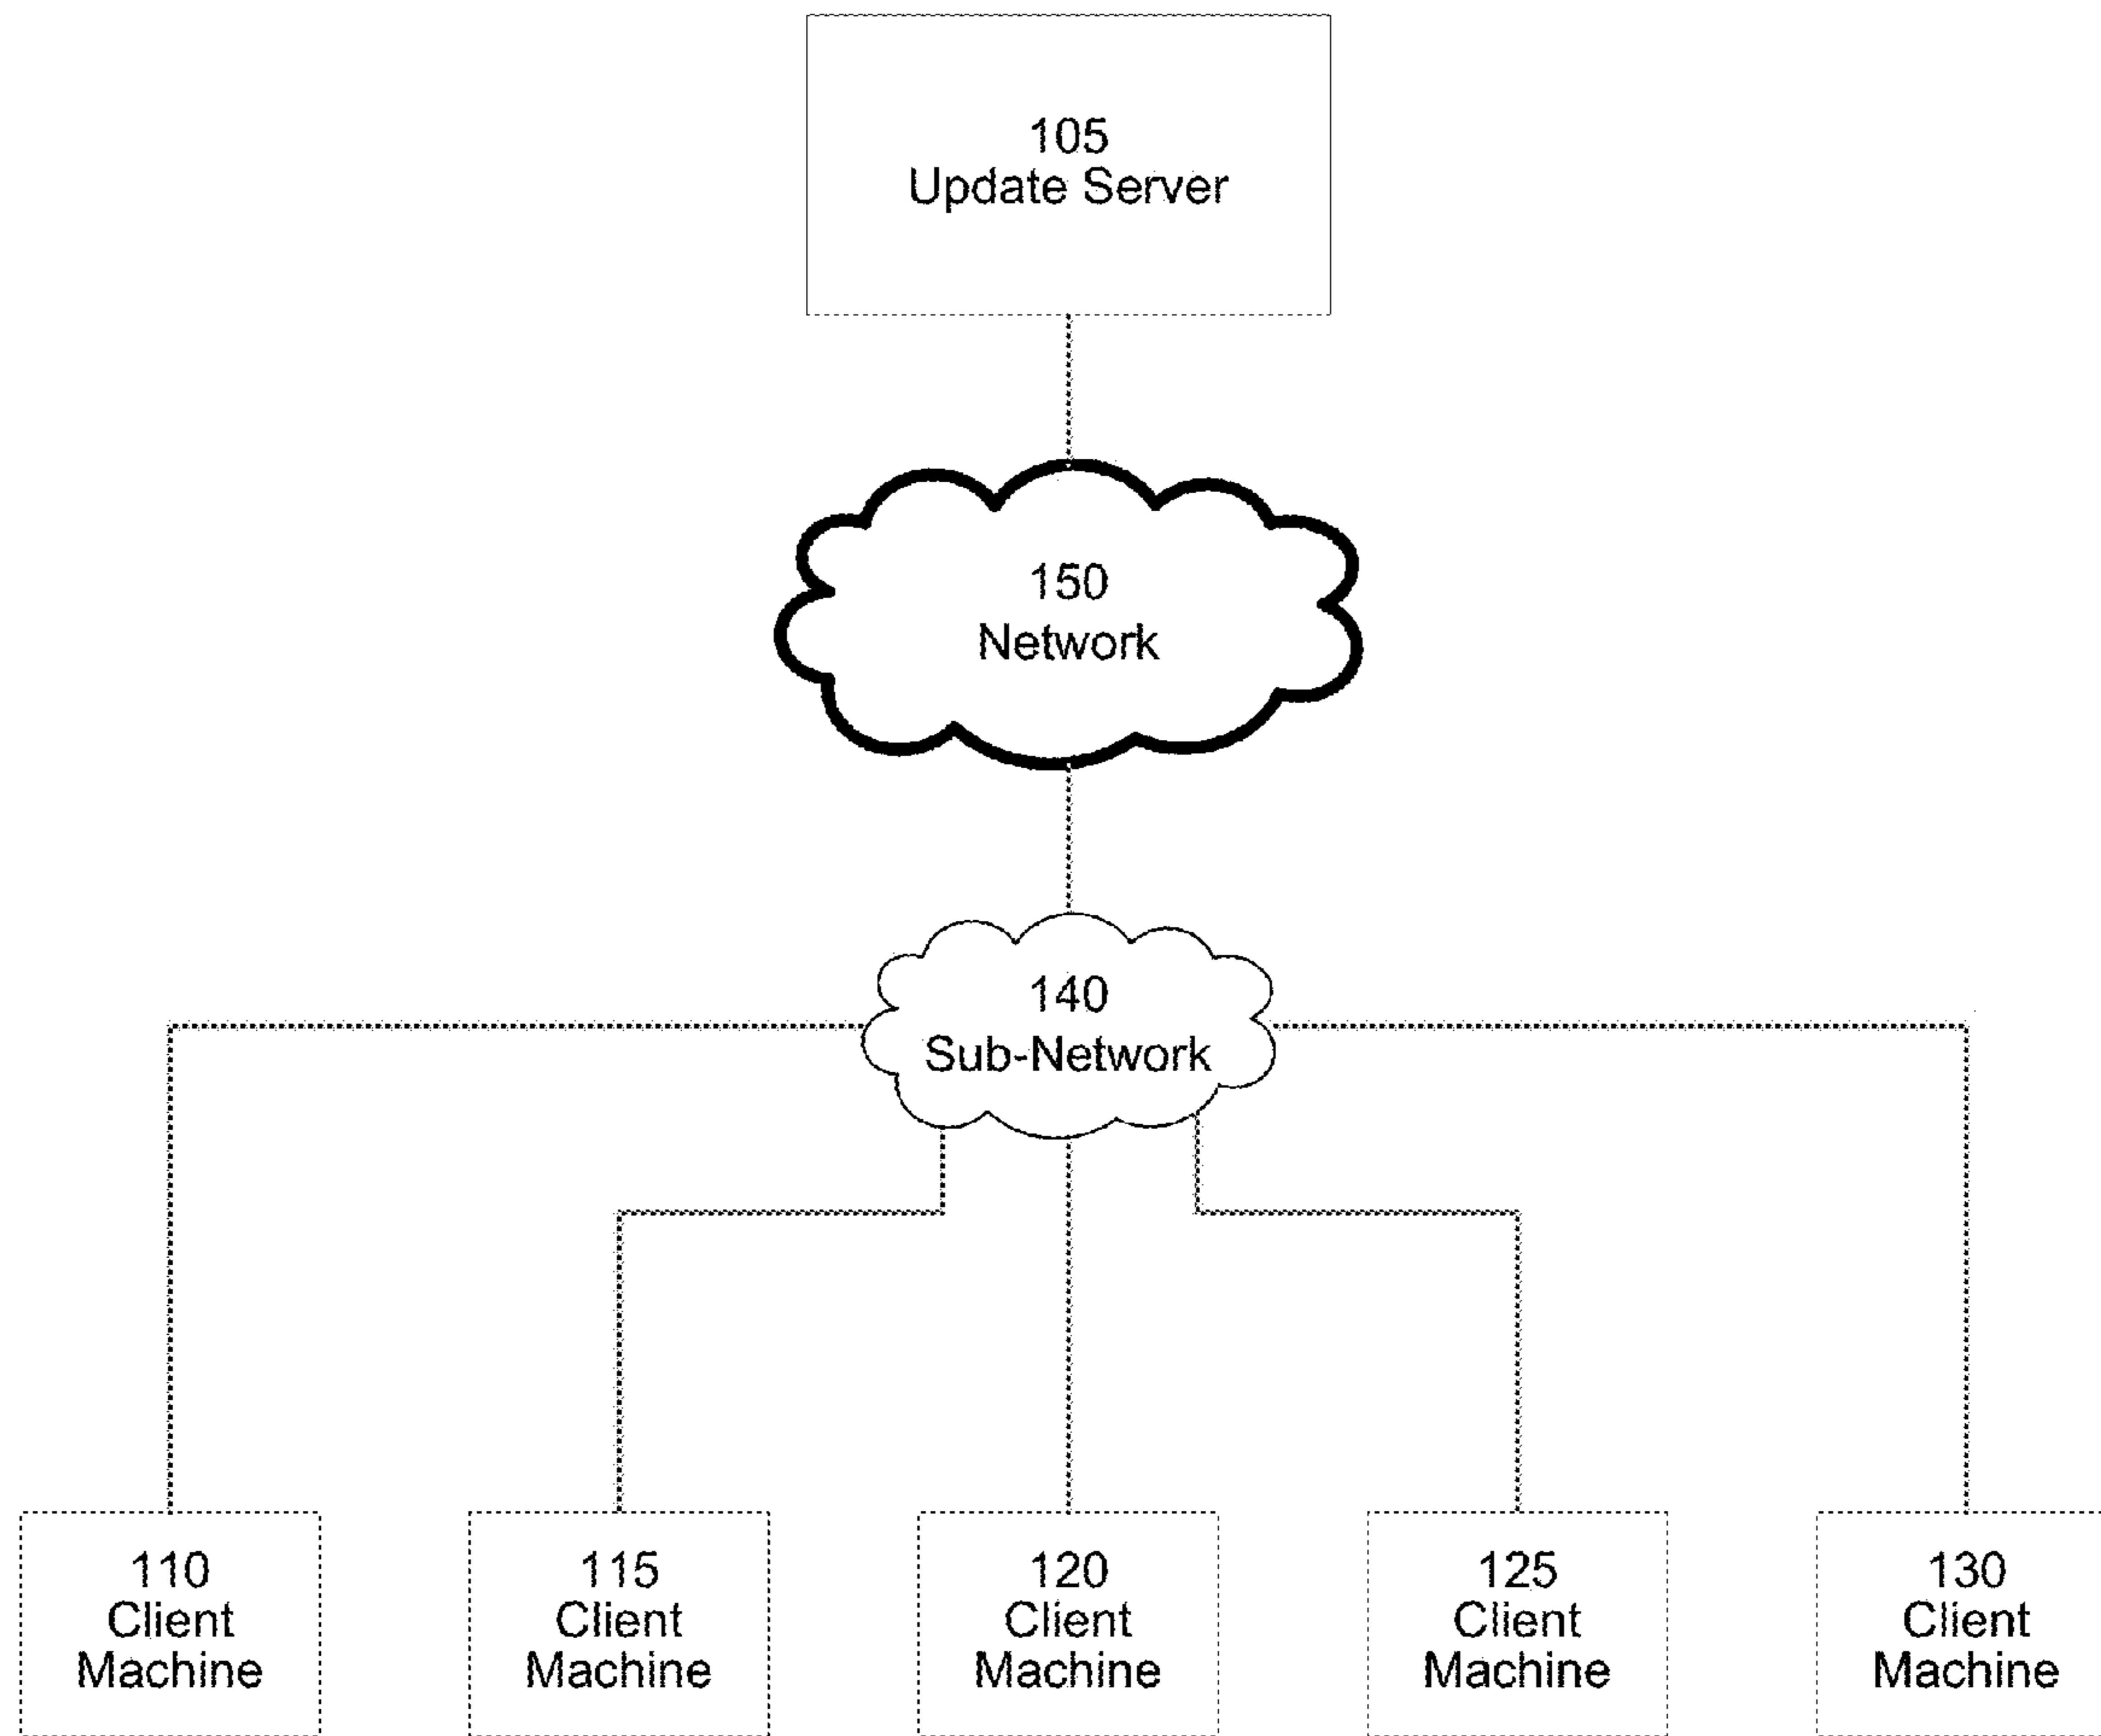 105
Update Server
150
Network
140
Sub-Network
110
Client
Machine
115
Client
Machine
120
Client
Machine
125
Client
Machine
130
Client
Machine